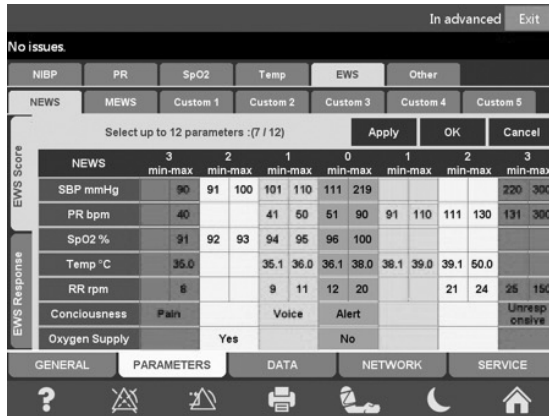 In advanced Exit
No issues.
NIBP PR SpO2 Temp EWS Other
NEWS MEWS Custom 1 Custom 2 Custom 3 Custom 4 Custom 5
Select up to 12 parameters :(7 / 12) Apply OK Cancel
EWS Score
EWS Response
NEWS 3 2 1 0 1 2 3
min-max min-max min-max min-max min-max min-max min-max
SBP mmHg 90 91 100 101 110 111 219 220 300
PR bpm 40 41 50 51 90 91 110 111 130 131 300
SpO2 % 91 92 93 94 95 96 100
Temp °C 35.0 35.1 36.0 36.1 38.0 38.1 39.0 39.1 50.0
RR rpm 8 9 11 12 20 21 24 25 150
Conciousness Pain Voice Alert Unresp
onsive
Oxygen Supply Yes No
GENERAL PARAMETERS DATA NETWORK SERVICE
?